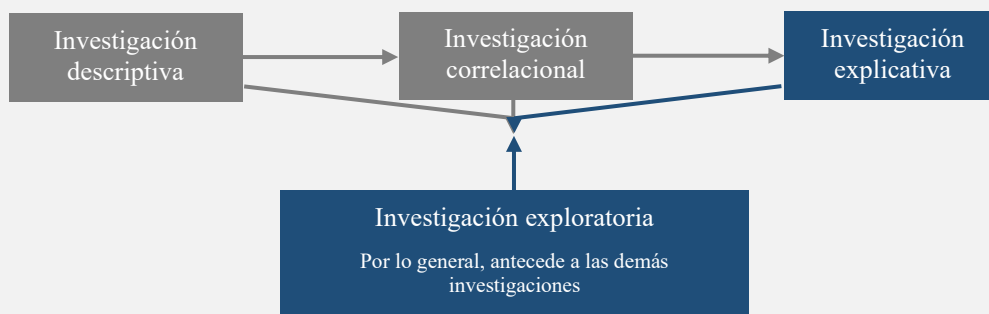 Investigación
descriptiva
Investigación
correlacional
Investigación
explicativa
Investigación exploratoria
Por lo general, antecede a las demás
investigaciones